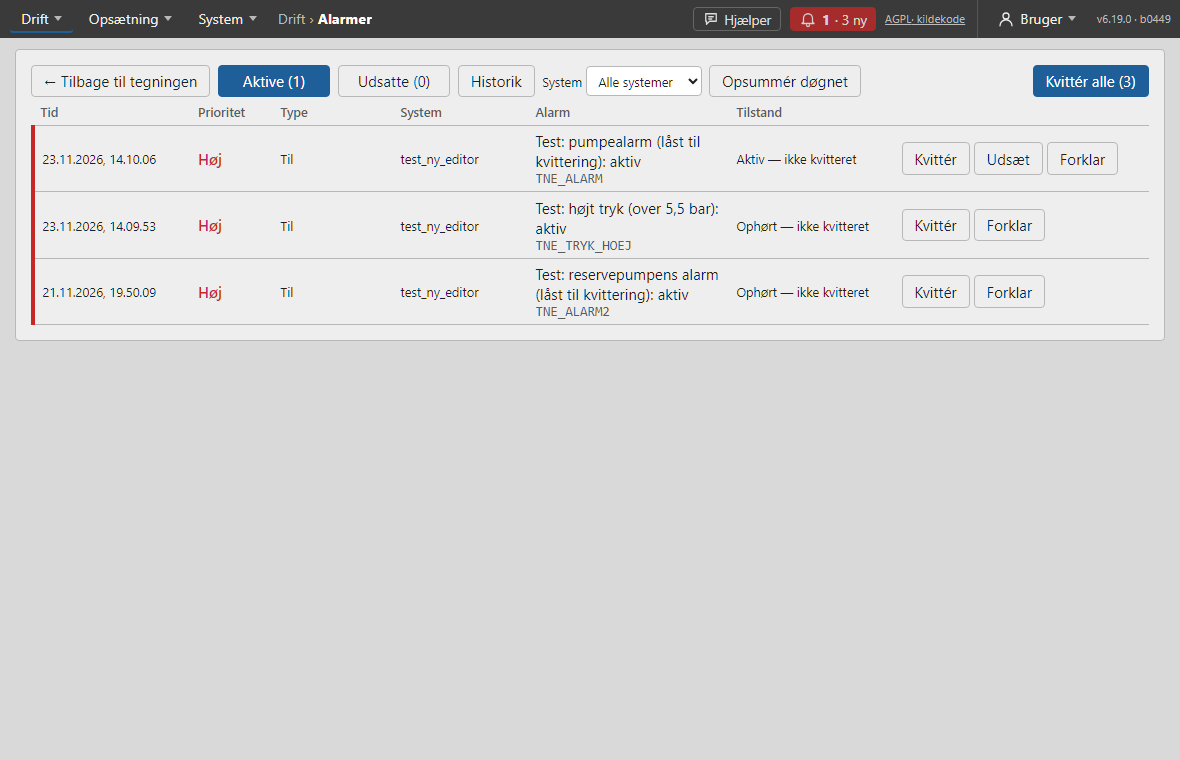 Drift Opsætning System Drift › Alarmer Hjælper 1 · 3 ny AGPL· kildekode Bruger v6.19.0 · b0449
← Tilbage til tegningen Aktive (1) Udsatte (0) Historik System Alle systemer Opsummér døgnet Kvittér alle (3)
Tid Prioritet Type System Alarm Tilstand
23.11.2026, 14.10.06 Høj Til test_ny_editor Test: pumpealarm (låst til
kvittering): aktiv
TNE_ALARM
Aktiv — ikke kvitteret Kvittér Udsæt Forklar
23.11.2026, 14.09.53 Høj Til test_ny_editor Test: højt tryk (over 5,5 bar):
aktiv
TNE_TRYK_HOEJ
Ophørt — ikke kvitteret Kvittér Forklar
21.11.2026, 19.50.09 Høj Til test_ny_editor Test: reservepumpens alarm
(låst til kvittering): aktiv
TNE_ALARM2
Ophørt — ikke kvitteret Kvittér Forklar